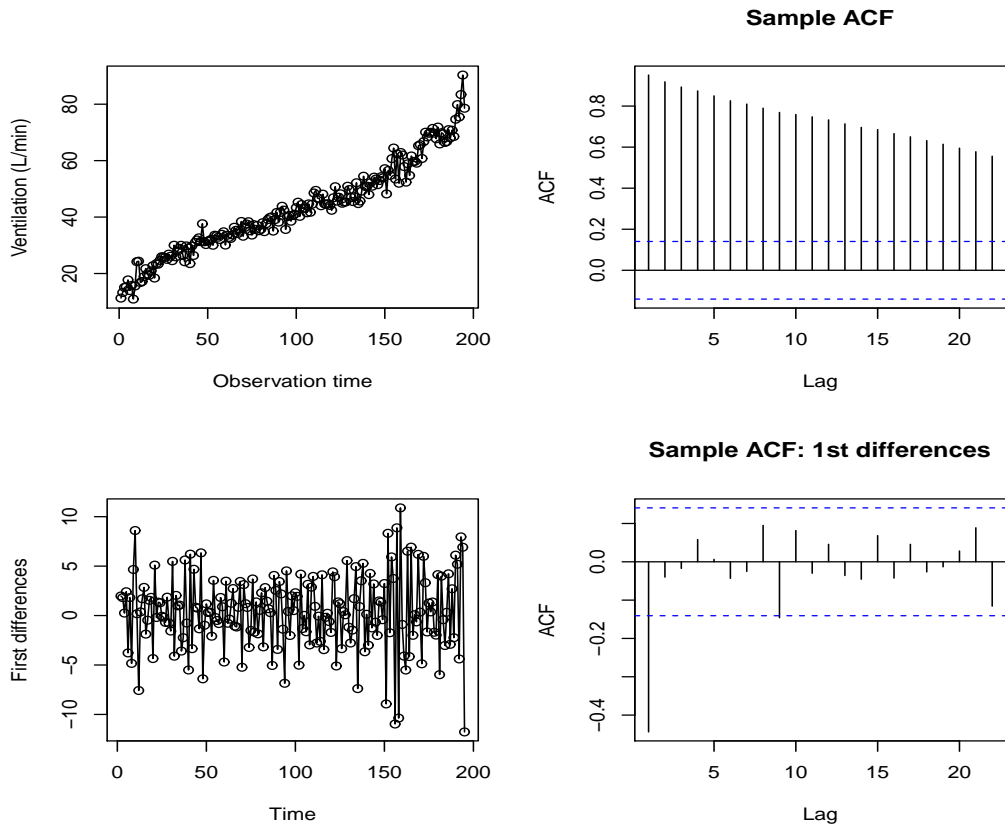 Sample ACF
Ventilation (L/min)
20 40 60 80
0 50 100 150 200
Observation time
ACF
0.0 0.2 0.4 0.6 0.8
5 10 15 20
Lag
Sample ACF: 1st differences
First differences
−10 −5 0 5 10
0 50 100 150 200
Time
ACF
−0.4 −0.2 0.0
5 10 15 20
Lag